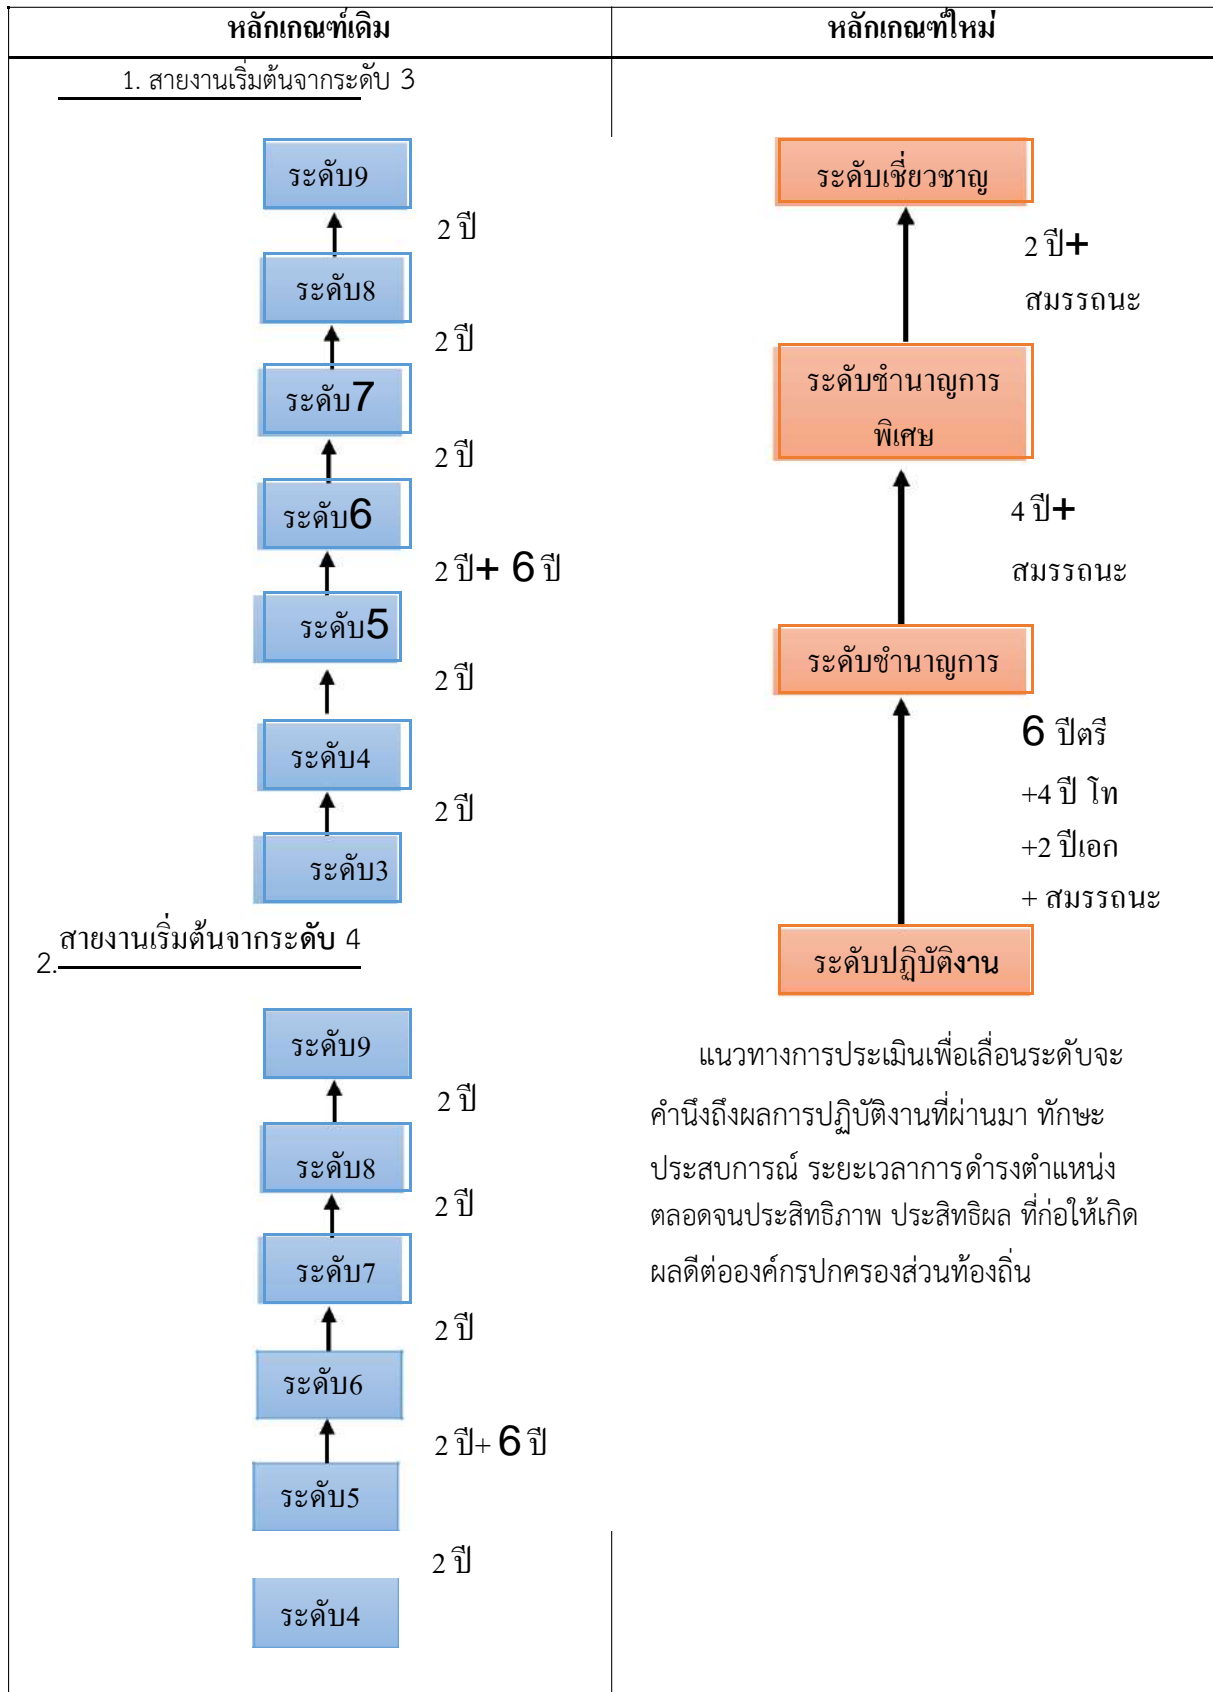 หลักเกณฑ์เดิม
หลักเกณฑ์ใหม่
1. สายงานเริ่มต้นจากระดับ 3
ระดับ9
2 ปี
ระดับ8
2 ปี
ระดับ7
2 ปี
ระดับ6
2 ปี+ 6 ปี
ระดับ5
2 ปี
ระดับ4
2 ปี
ระดับ3
2. สายงานเริ่มต้นจากระดับ 4
ระดับ9
2 ปี
ระดับ8
2 ปี
ระดับ7
2 ปี
ระดับ6
2 ปี+ 6 ปี
ระดับ5
2 ปี
ระดับ4
ระดับเชี่ยวชาญ
2 ปี+
สมรรถนะ
ระดับชำนาญการ
พิเศษ
4 ปี+
สมรรถนะ
ระดับชำนาญการ
6 ปีตรี
+4 ปี โท
+2 ปีเอก
+ สมรรถนะ
ระดับปฏิบัติงาน
แนวทางการประเมินเพื่อเลื่อนระดับจะ
คำนึงถึงผลการปฏิบัติงานที่ผ่านมา ทักษะ
ประสบการณ์ ระยะเวลาการดำรงตำแหน่ง
ตลอดจนประสิทธิภาพ ประสิทธิผล ที่ก่อให้เกิด
ผลดีต่อองค์กรปกครองส่วนท้องถิ่น